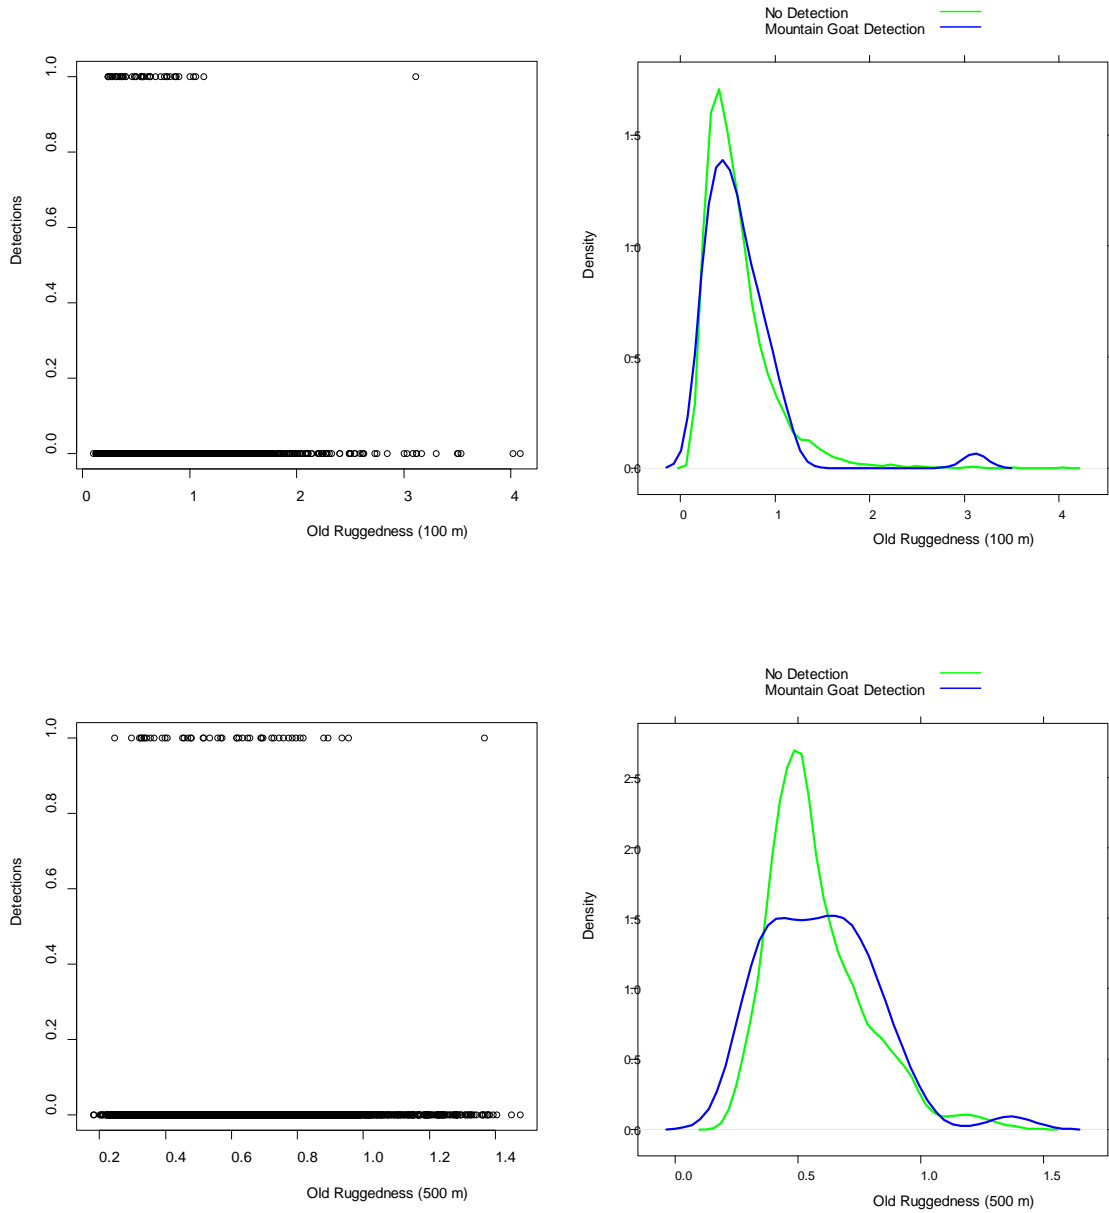 No Detection
Mountain Goat Detection
1.0
0.8
0.6
0.4
0.2
0.0
Detections
0 1 2 3 4
Old Ruggedness (100 m)
1.5
1.0
0.5
0.0
Density
0 1 2 3 4
Old Ruggedness (100 m)
No Detection
Mountain Goat Detection
1.0
0.8
0.6
0.4
0.2
0.0
Detections
0.2 0.4 0.6 0.8 1.0 1.2 1.4
Old Ruggedness (500 m)
2.5
2.0
1.5
1.0
0.5
0.0
Density
0.0 0.5 1.0 1.5
Old Ruggedness (500 m)